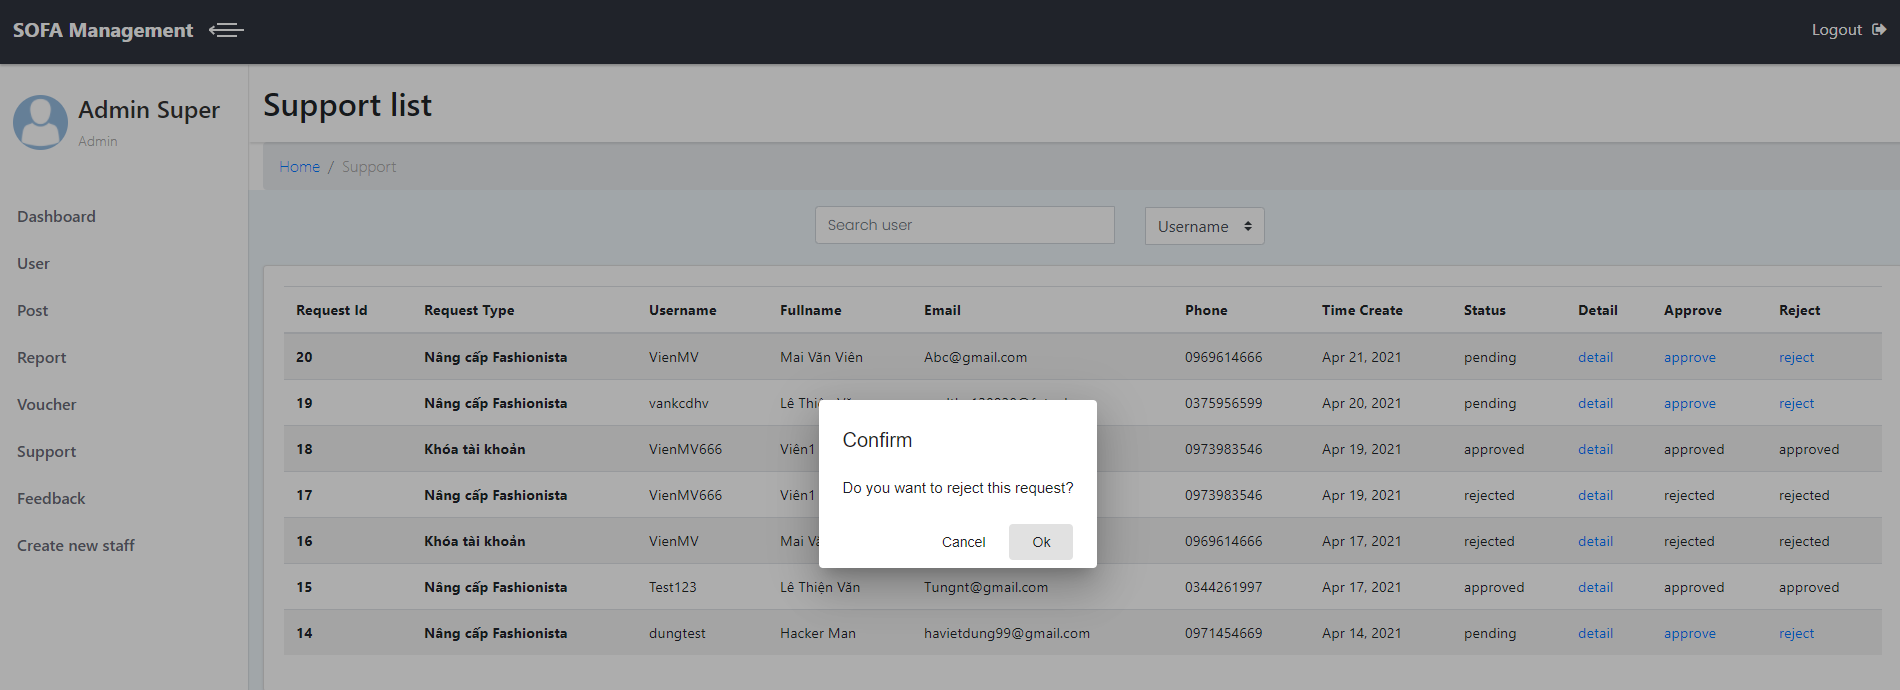 SOFA Management
Logout
Admin Super
Admin
Dashboard
User
Post
Report
Voucher
Support
Feedback
Create new staff
Support list
Home / Support
Search user
Username
Request Id Request Type Username Fullname Email Phone Time Create Status Detail Approve Reject
20 Nâng cấp Fashionista VienMV Mai Văn Viên Abc@gmail.com 0969614666 Apr 21, 2021 pending detail approve reject
19 Nâng cấp Fashionista vankcdhv Lê 0375956599 Apr 20, 2021 pending detail approve reject
18 Khóa tài khoản VienMV666 Viên1 0973983546 Apr 19, 2021 approved detail approved approved
17 Nâng cấp Fashionista VienMV666 Viên1 0973983546 Apr 19, 2021 rejected detail rejected rejected
16 Khóa tài khoản VienMV Mai 0969614666 Apr 17, 2021 rejected detail rejected rejected
15 Nâng cấp Fashionista Test123 Lê Thiện Văn Tungnt@gmail.com 0344261997 Apr 17, 2021 approved detail approved approved
14 Nâng cấp Fashionista dungtest Hacker Man havietdung99@gmail.com 0971454669 Apr 14, 2021 pending detail approve reject
Confirm
Do you want to reject this request?
Cancel Ok